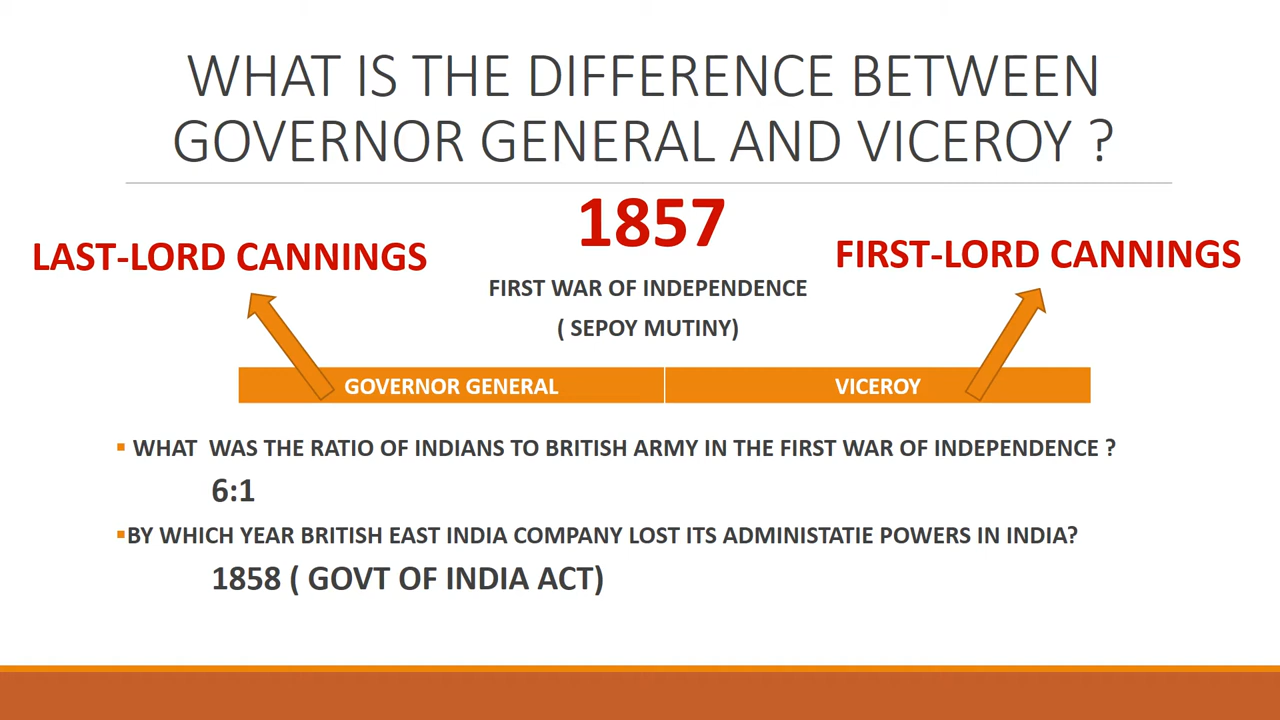 WHAT IS THE DIFFERENCE BETWEEN
GOVERNOR GENERAL AND VICEROY ?
1857
LAST-LORD CANNINGS
FIRST-LORD CANNINGS
FIRST WAR OF INDEPENDENCE
( SEPOY MUTINY)
GOVERNOR GENERAL
VICEROY
WHAT WAS THE RATIO OF INDIANS TO BRITISH ARMY IN THE FIRST WAR OF INDEPENDENCE ?
6:1
BY WHICH YEAR BRITISH EAST INDIA COMPANY LOST ITS ADMINISTATIE POWERS IN INDIA?
1858 ( GOVT OF INDIA ACT)